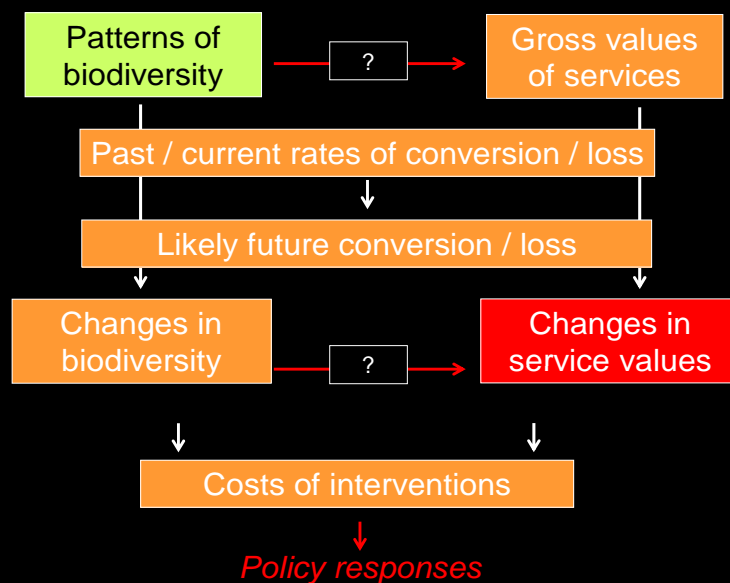 Patterns of
biodiversity
?
Gross values
of services
Past / current rates of conversion / loss
Likely future conversion / loss
Changes in
biodiversity
?
Changes in
service values
Costs of interventions
Policy responses